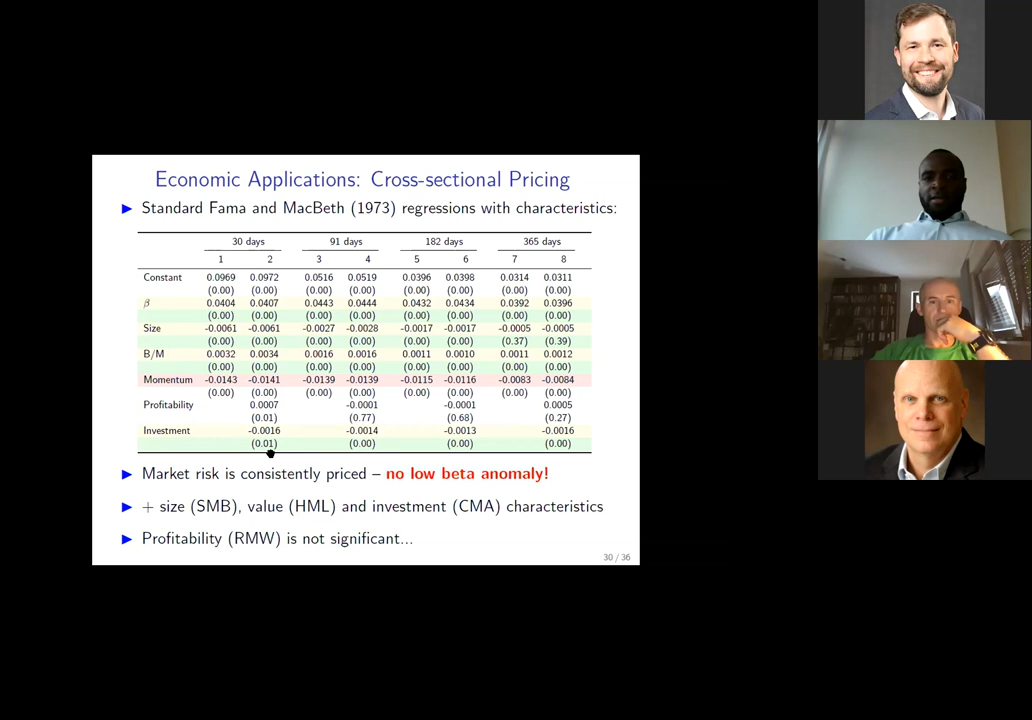 Economic Applications: Cross-sectional Pricing
▶ Standard Fama and MacBeth (1973) regressions with characteristics:
30 days 91 days 182 days 365 days
1 2 3 4 5 6 7 8
Constant 0.0969 0.0972 0.0516 0.0519 0.0396 0.0398 0.0314 0.0311
(0.00) (0.00) (0.00) (0.00) (0.00) (0.00) (0.00) (0.00)
β 0.0404 0.0407 0.0443 0.0444 0.0432 0.0434 0.0392 0.0396
(0.00) (0.00) (0.00) (0.00) (0.00) (0.00) (0.00) (0.00)
Size -0.0061 -0.0061 -0.0027 -0.0028 -0.0017 -0.0017 -0.0005 -0.0005
(0.00) (0.00) (0.00) (0.00) (0.00) (0.00) (0.37) (0.39)
B/M 0.0032 0.0034 0.0016 0.0016 0.0011 0.0010 0.0011 0.0012
(0.00) (0.00) (0.00) (0.00) (0.00) (0.00) (0.00) (0.00)
Momentum -0.0143 -0.0141 -0.0139 -0.0139 -0.0115 -0.0116 -0.0083 -0.0084
(0.00) (0.00) (0.00) (0.00) (0.00) (0.00) (0.00) (0.00)
Profitability 0.0007 -0.0001 -0.0001 0.0005
(0.01) (0.77) (0.68) (0.27)
Investment -0.0016 -0.0014 -0.0013 -0.0016
(0.01) (0.00) (0.00) (0.00)
▶ Market risk is consistently priced – no low beta anomaly!
▶ + size (SMB), value (HML) and investment (CMA) characteristics
▶ Profitability (RMW) is not significant...
30 / 36